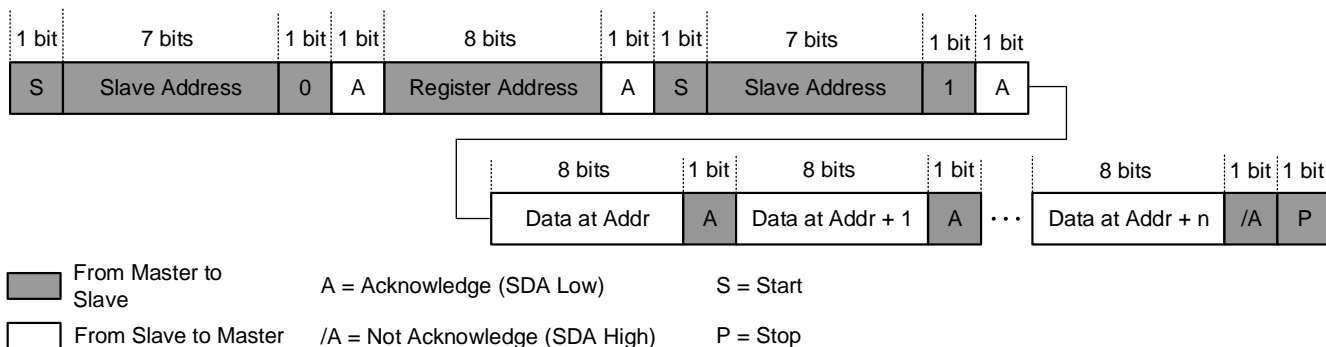 1 bit 7 bits 1 bit 1 bit 8 bits 1 bit 1 bit 7 bits 1 bit 1 bit
S Slave Address 0 A Register Address A S Slave Address 1 A
8 bits 1 bit 8 bits 1 bit 8 bits 1 bit 1 bit
Data at Addr A Data at Addr + 1 A ··· Data at Addr + n /A P
From Master to
Slave
A = Acknowledge (SDA Low)
S = Start
From Slave to Master
/A = Not Acknowledge (SDA High)
P = Stop